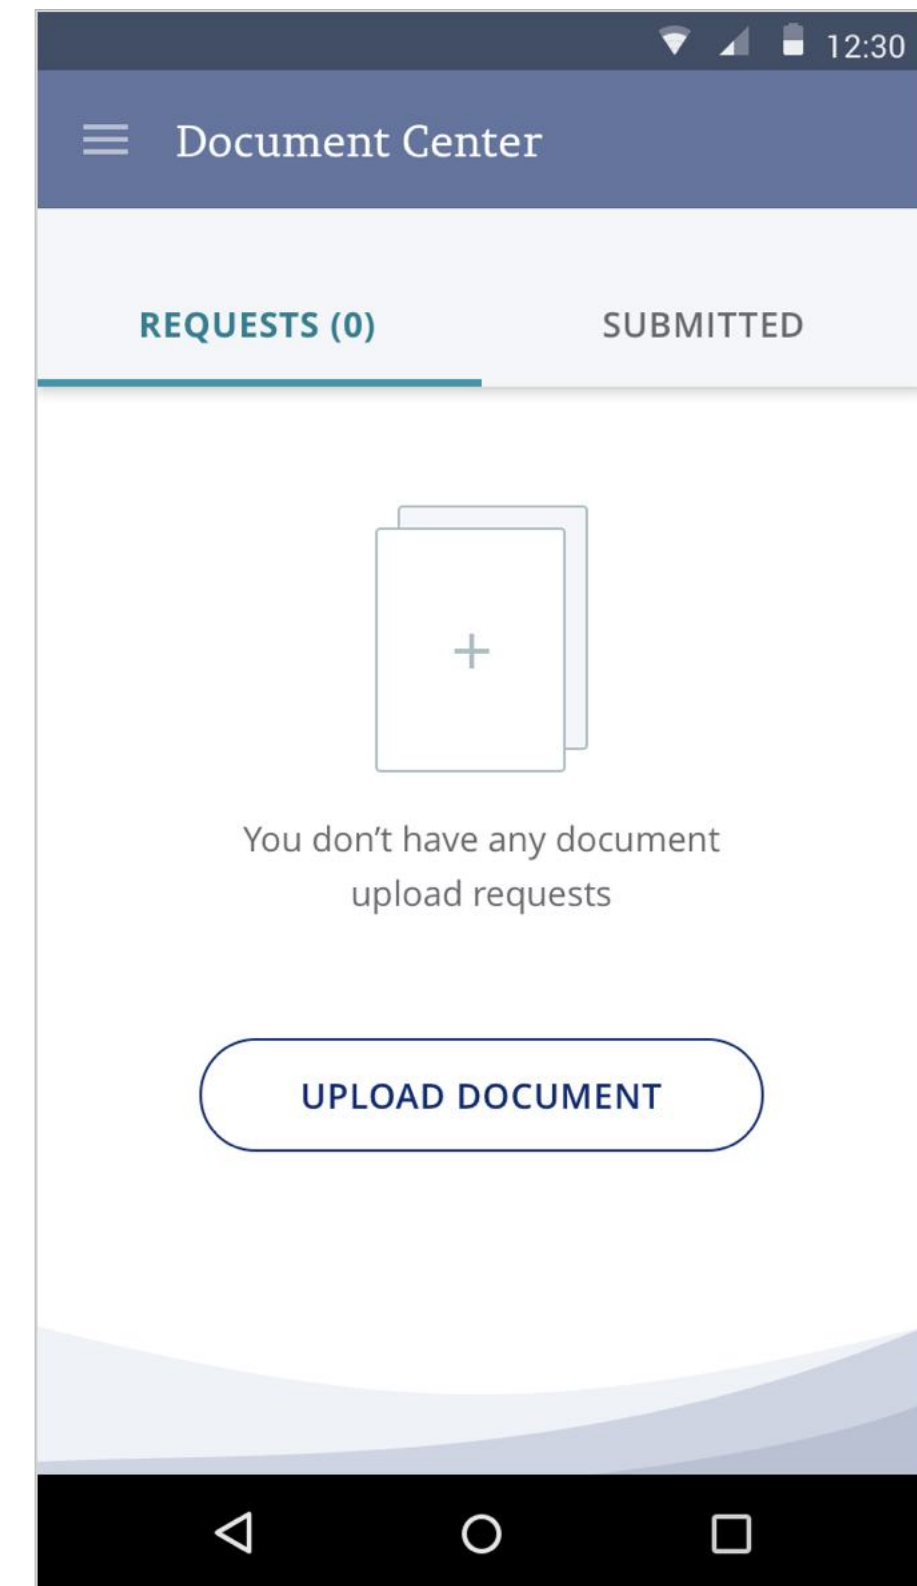 12:30
Document Center
REQUESTS (0) SUBMITTED
You don’t have any document
upload requests
UPLOAD DOCUMENT